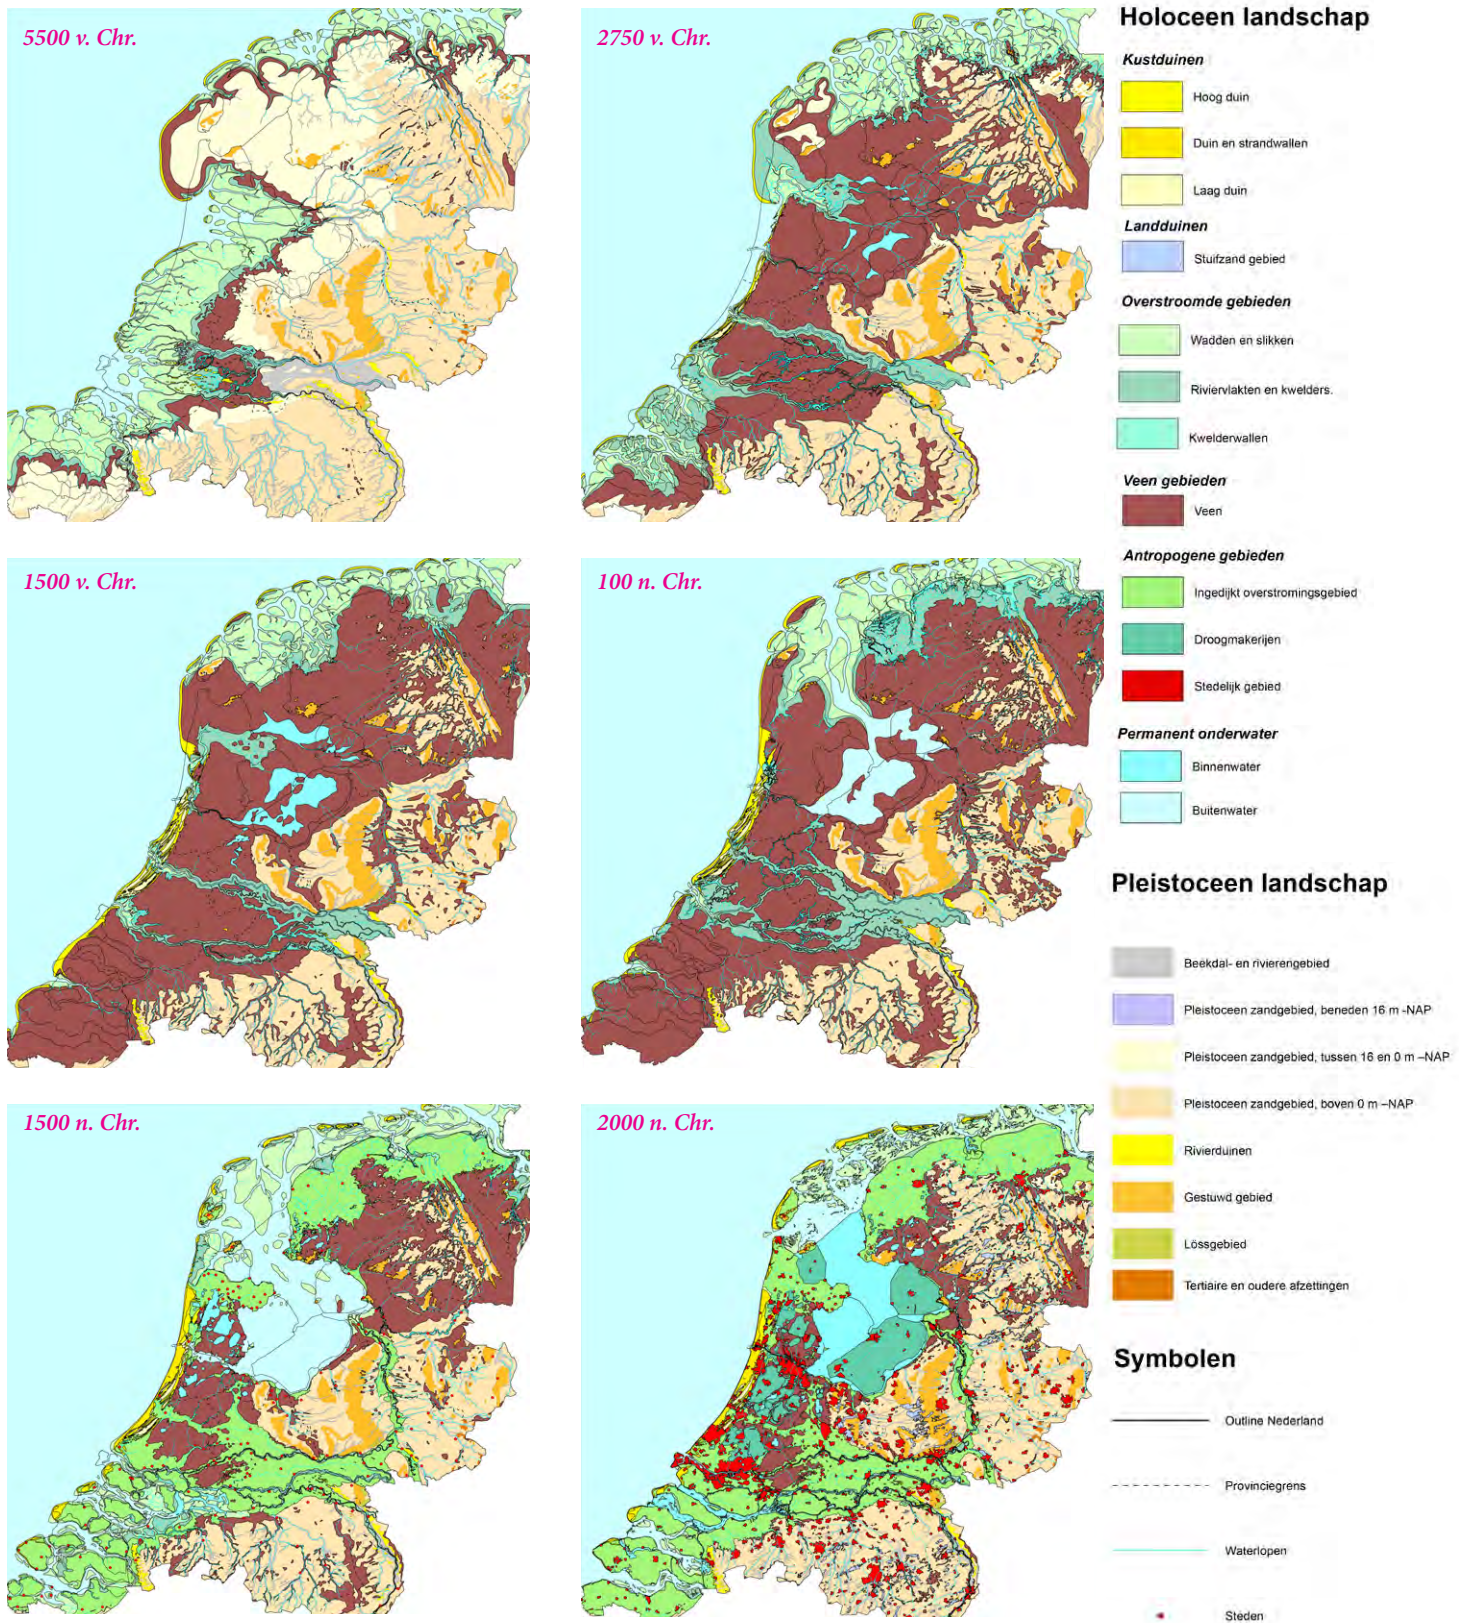 5500 v. Chr.
2750 v. Chr.
1500 v. Chr.
100 n. Chr.
1500 n. Chr.
2000 n. Chr.
Holoceen landschap
Kustduinen
Hoog duin
Duin en strandwallen
Laag duin
Landduinen
Stuifzand gebied
Overstroomde gebieden
Wadden en slikken
Riviervlakten en kwelders.
Kwelderwallen
Veen gebieden
Veen
Antropogene gebieden
Ingedijkt overstromingsgebied
Droogmakerijen
Stedelijk gebied
Permanent onderwater
Binnenwater
Buitenwater
Pleistoceen landschap
Beekdal- en rivierengebied
Pleistoceen zandgebied, beneden 16 m -NAP
Pleistoceen zandgebied, tussen 16 en 0 m –NAP
Pleistoceen zandgebied, boven 0 m –NAP
Rivierduinen
Gestuwd gebied
Lössgebied
Tertiaire en oudere afzettingen
Symbolen
Outline Nederland
Provinciegrens
Waterlopen
Steden